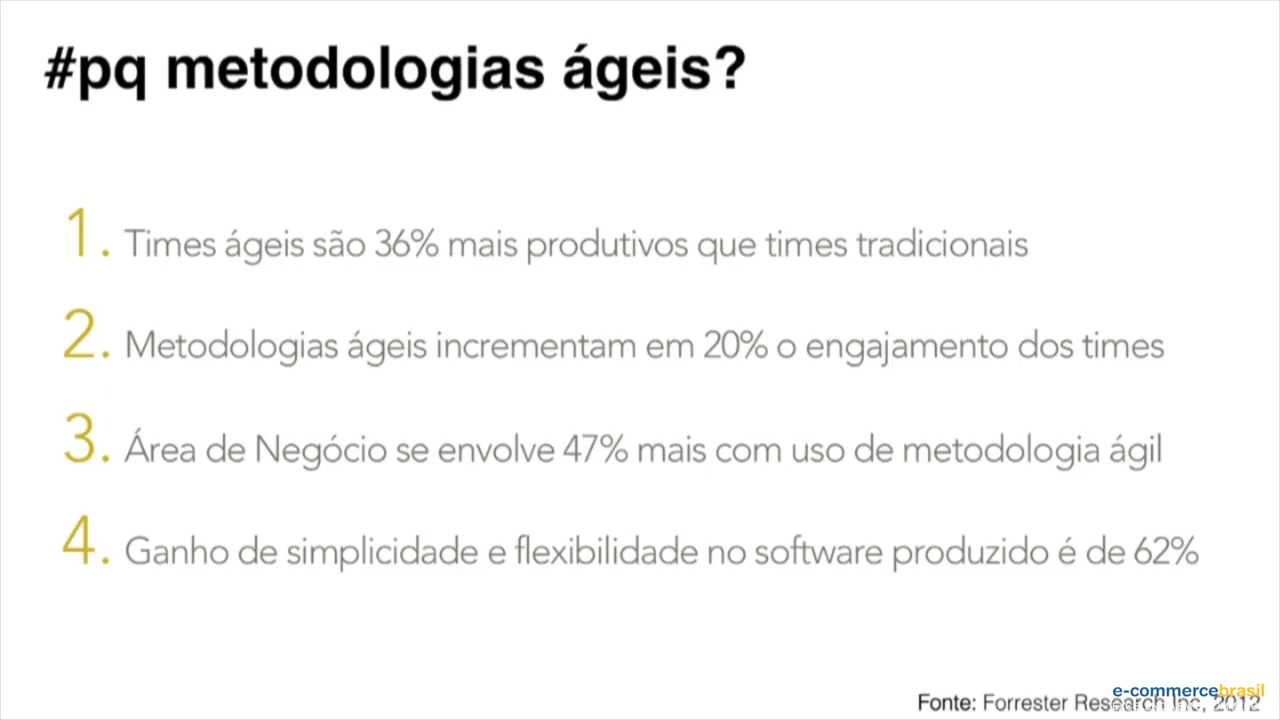 #pq metodologias ágeis?
1. Times ágeis são 36% mais produtivos que times tradicionais
2. Metodologias ágeis incrementam em 20% o engajamento dos times
3. Área de Negócio se envolve 47% mais com uso de metodologia ágil
4. Ganho de simplicidade e flexibilidade no software produzido é de 62%
e-commercebrasil
Fonte: Forrester Research Inc, 2012